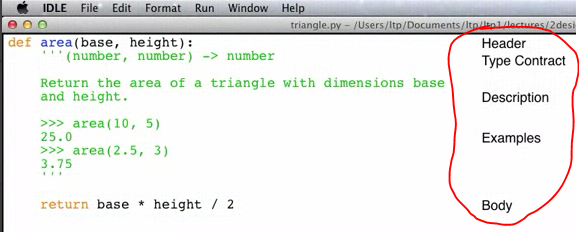 IDLE File Edit Format Run Window Help
triangle.py – /Users/ltp/Documents/ltp/ltp1/lectures/2desi
def area(base, height): Header
'''(number, number) -> number Type Contract
Return the area of a triangle with dimensions base
and height. Description
>>> area(10, 5)
25.0 Examples
>>> area(2.5, 3)
3.75
'''
return base * height / 2 Body